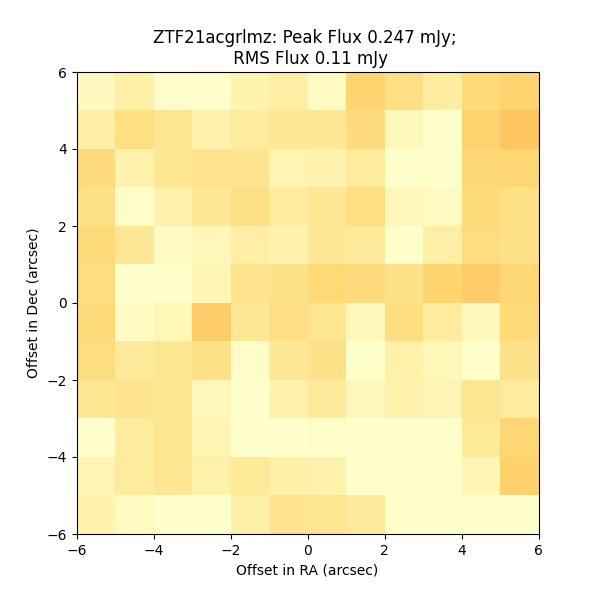 ZTF21acgrlmz: Peak Flux 0.247 mJy;
RMS Flux 0.11 mJy
6
4
2
0
−2
−4
−6
Offset in Dec (arcsec)
−6 −4 −2 0 2 4 6
Offset in RA (arcsec)